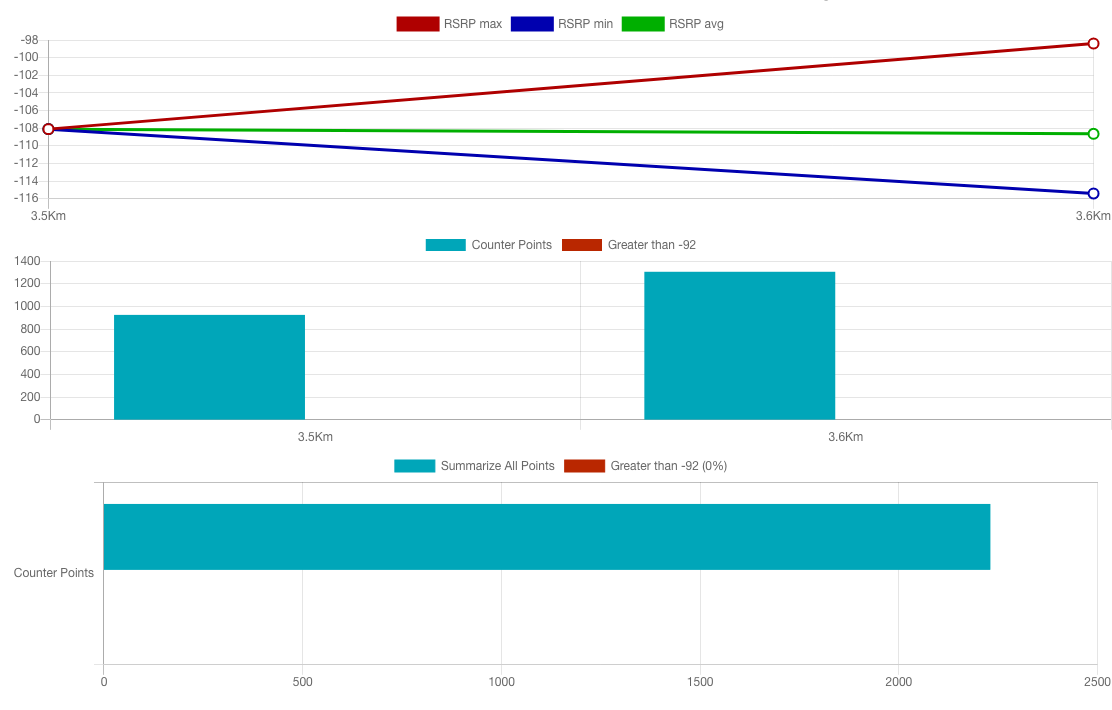 RSRP max RSRP min RSRP avg
-98
-100
-102
-104
-106
-108
-110
-112
-114
-116
3.5Km 3.6Km
Counter Points Greater than -92
1400
1200
1000
800
600
400
200
0
3.5Km 3.6Km
Summarize All Points Greater than -92 (0%)
Counter Points
0 500 1000 1500 2000 2500